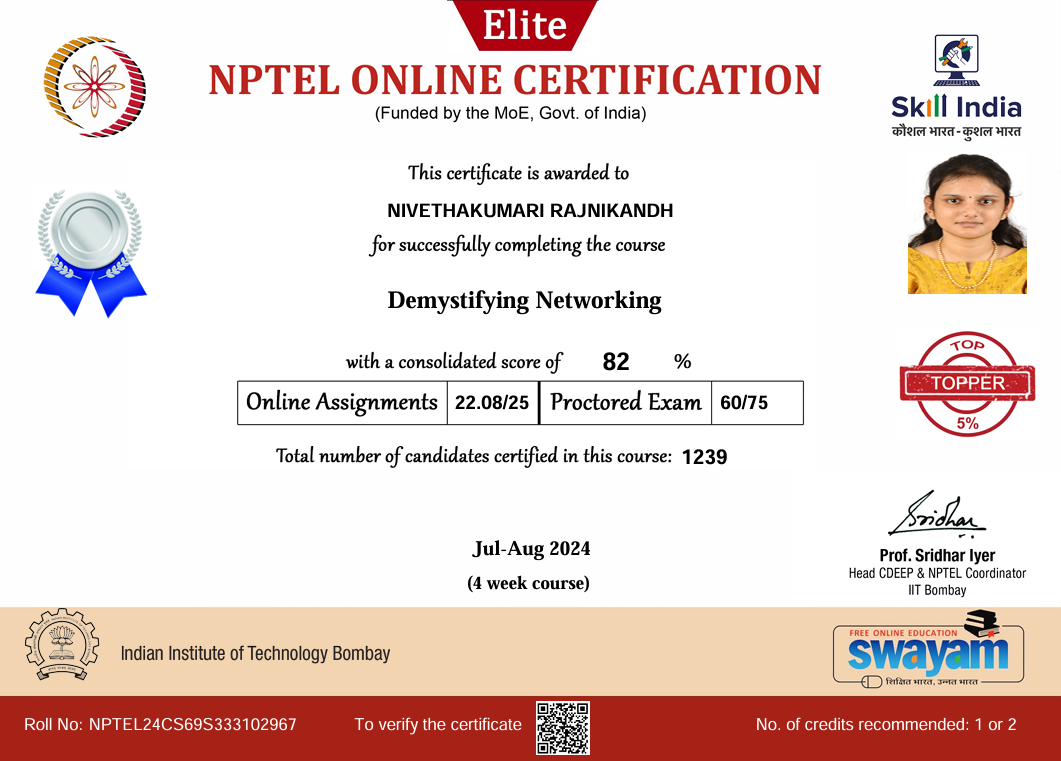 Elite
NPTEL ONLINE CERTIFICATION
(Funded by the MoE, Govt. of India)
Skill India
कौशल भारत - कुशल भारत
This certificate is awarded to
NIVETHAKUMARI RAJNIKANDH
for successfully completing the course
Demystifying Networking
with a consolidated score of 82 %
Online Assignments 22.08/25 Proctored Exam 60/75
TOP
TOPPER
5%
Total number of candidates certified in this course: 1239
Sridhar
Jul-Aug 2024
(4 week course)
Prof. Sridhar Iyer
Head CDEEP & NPTEL Coordinator
IIT Bombay
Indian Institute of Technology Bombay
FREE ONLINE EDUCATION
swayam
शिक्षित भारत, उन्नत भारत
Roll No: NPTEL24CS69S333102967 To verify the certificate No. of credits recommended: 1 or 2